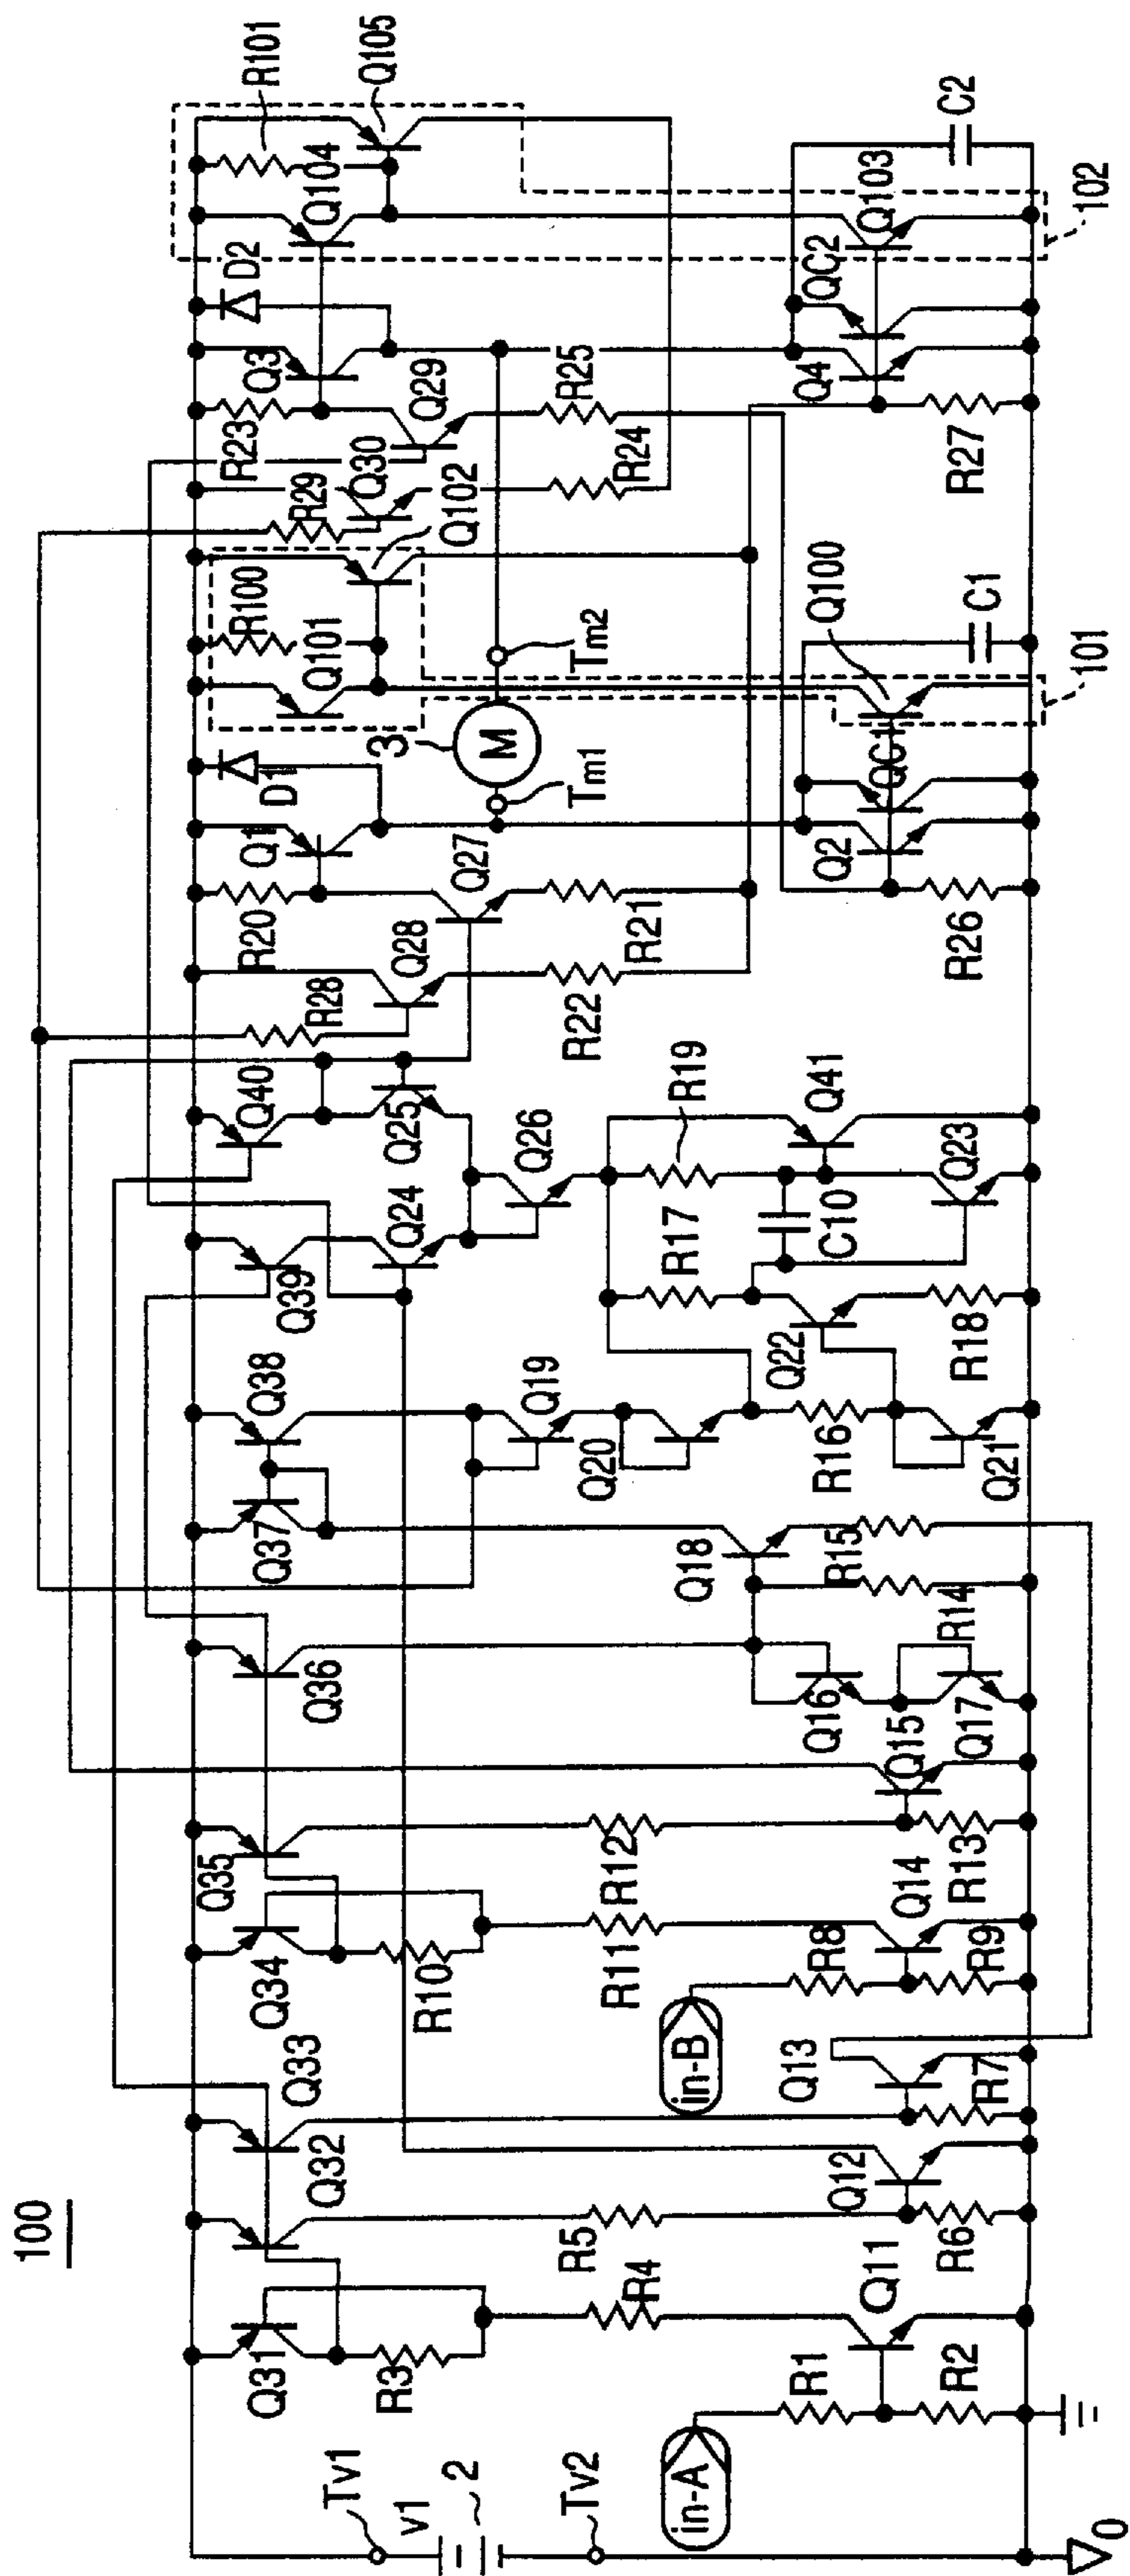 100
Tv1
v1
2
Tv2
0
in-A
R1
R2
Q31
R3
R4
Q11
Q32
R5
R6
Q12
Q33
Q13
R7
in-B
R8
R9
Q34
R10
R11
Q14
Q35
R12
R13
Q15
Q36
Q16
Q17
R14
Q18
R15
Q37
Q38
Q19
Q20
R16
Q21
Q39
Q22
R17
R18
Q24
C10
Q40
Q25
Q26
R19
Q41
Q23
R28
Q28
R22
R20
Q27
R21
Q1
D1
3
M
Tm1
Tm2
Q2
QC1
R26
Q101
R100
Q102
Q100
C1
101
R29
Q30
R24
R23
Q29
R25
Q3
D2
Q4
QC2
R27
Q104
R101
Q105
Q103
C2
102